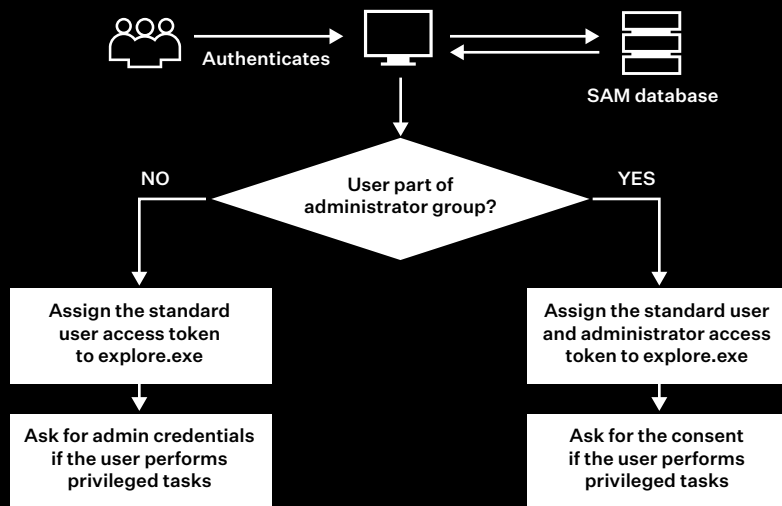 Authenticates
SAM database
NO
User part of
administrator group?
YES
Assign the standard
user access token
to explore.exe
Assign the standard user
and administrator access
token to explore.exe
Ask for admin credentials
if the user performs
privileged tasks
Ask for the consent
if the user performs
privileged tasks